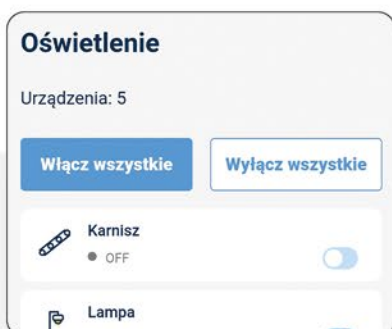 Oświetlenie
Urządzenia: 5
Włącz wszystkie
Wyłącz wszystkie
Karnisz
OFF
Lampa